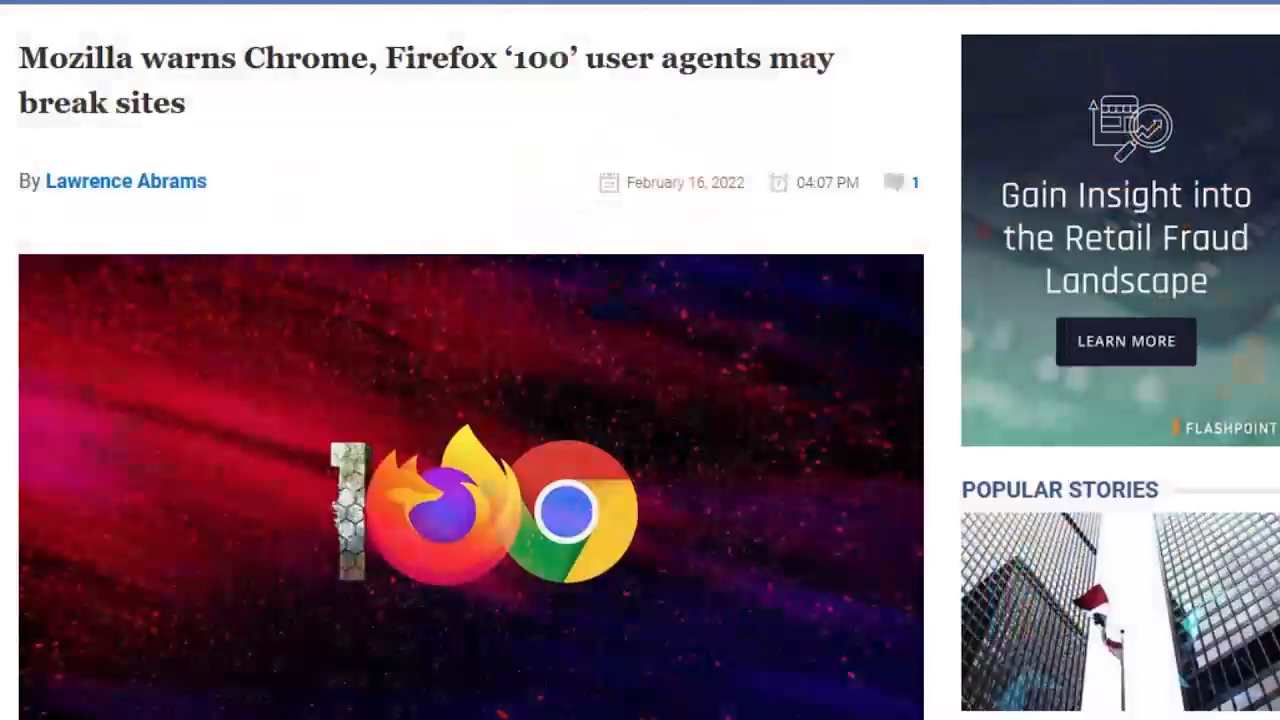 Mozilla warns Chrome, Firefox ‘100’ user agents may
break sites
By Lawrence Abrams
February 16, 2022
04:07 PM
1
1
Gain Insight into
the Retail Fraud
Landscape
LEARN MORE
FLASHPOINT
POPULAR STORIES